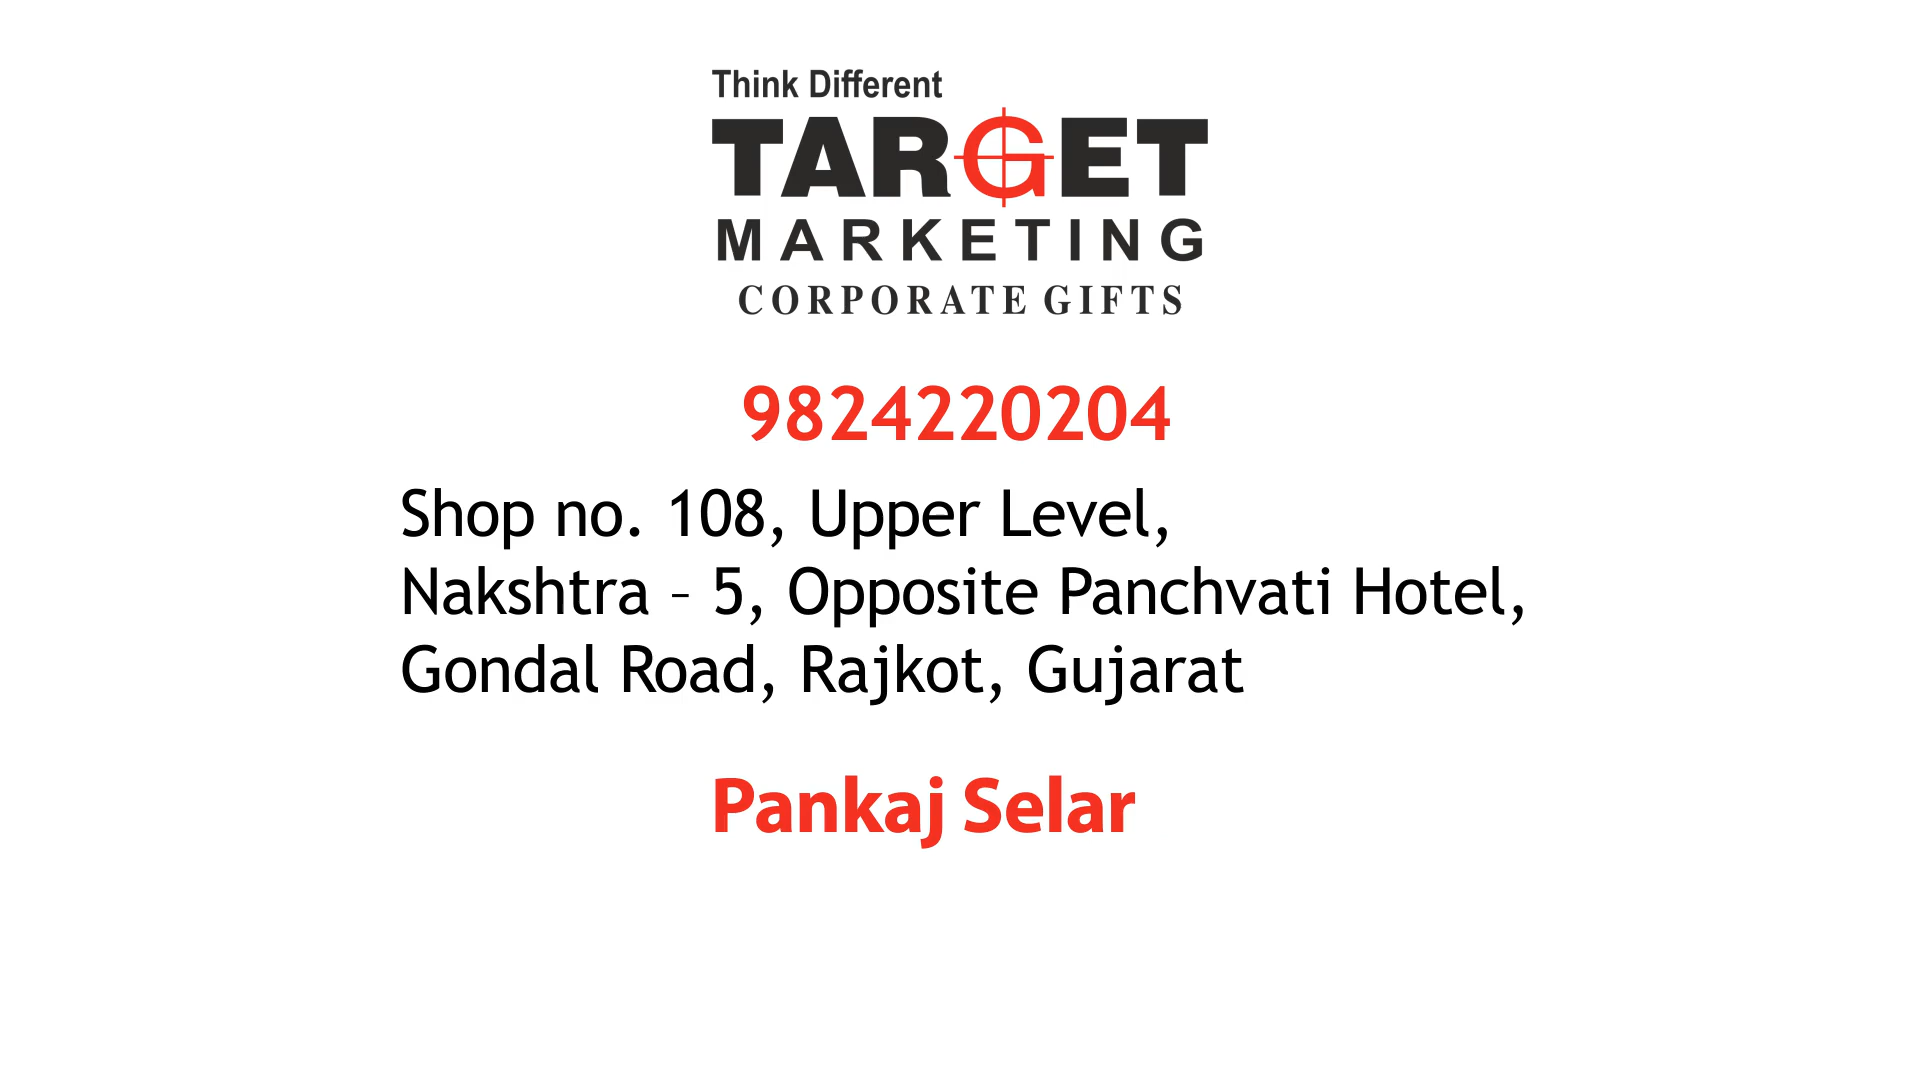 Think Different
TARGET
MARKETING
CORPORATE GIFTS
9824220204
Shop no. 108, Upper Level,
Nakshtra – 5, Opposite Panchvati Hotel,
Gondal Road, Rajkot, Gujarat
Pankaj Selar